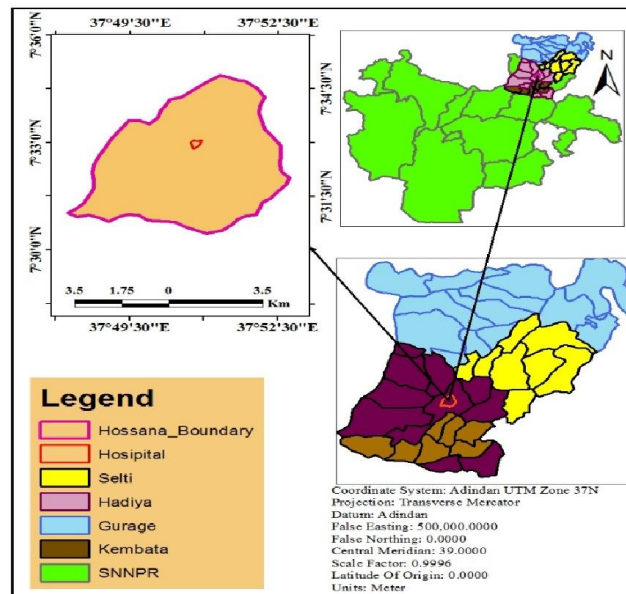 37°49'30"E 37°52'30"E
7°36'0"N
7°33'0"N
7°30'0"N
7°34'30"N
7°31'30"N
N
3.5 1.75 0 3.5
Km
37°49'30"E 37°52'30"E
Legend
Hossana_Boundary
Hosipital
Selti
Hadiya
Gurage
Kembata
SNNPR
Coordinate System: Adindan UTM Zone 37N
Projection: Transverse Mercator
Datum: Adindan
False Easting: 500,000.0000
False Northing: 0.0000
Central Meridian: 39.0000
Scale Factor: 0.9996
Latitude Of Origin: 0.0000
Units: Meter